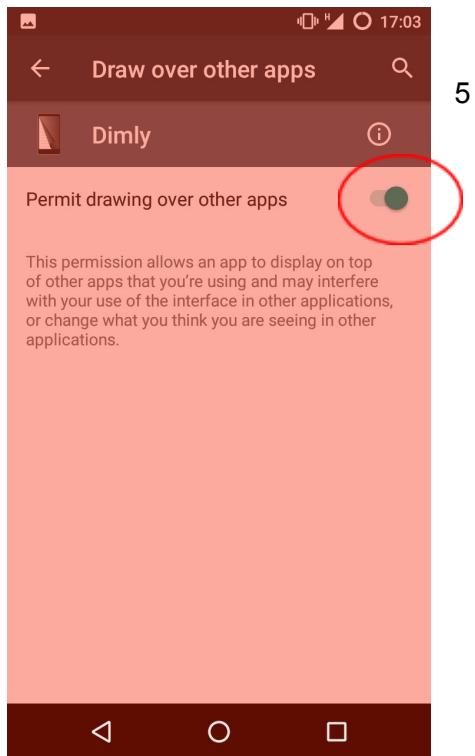 H 17:03
Draw over other apps
5
Dimly
Permit drawing over other apps
This permission allows an app to display on top
of other apps that you're using and may interfere
with your use of the interface in other applications,
or change what you think you are seeing in other
applications.